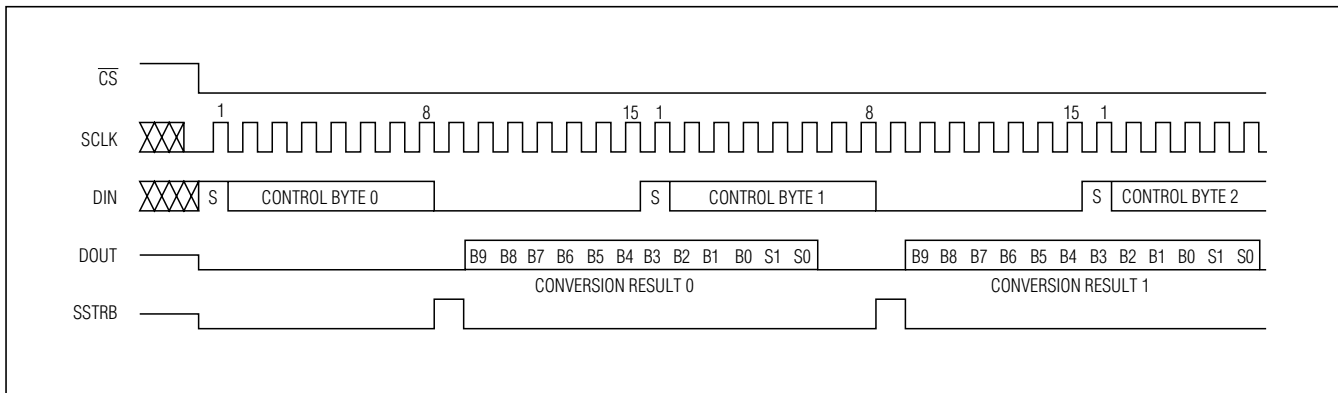 CS
1 8 15 1 8 15 1
SCLK
DIN S CONTROL BYTE 0 S CONTROL BYTE 1 S CONTROL BYTE 2
DOUT B9 B8 B7 B6 B5 B4 B3 B2 B1 B0 S1 S0 B9 B8 B7 B6 B5 B4 B3 B2 B1 B0 S1 S0
CONVERSION RESULT 0 CONVERSION RESULT 1
SSTRB